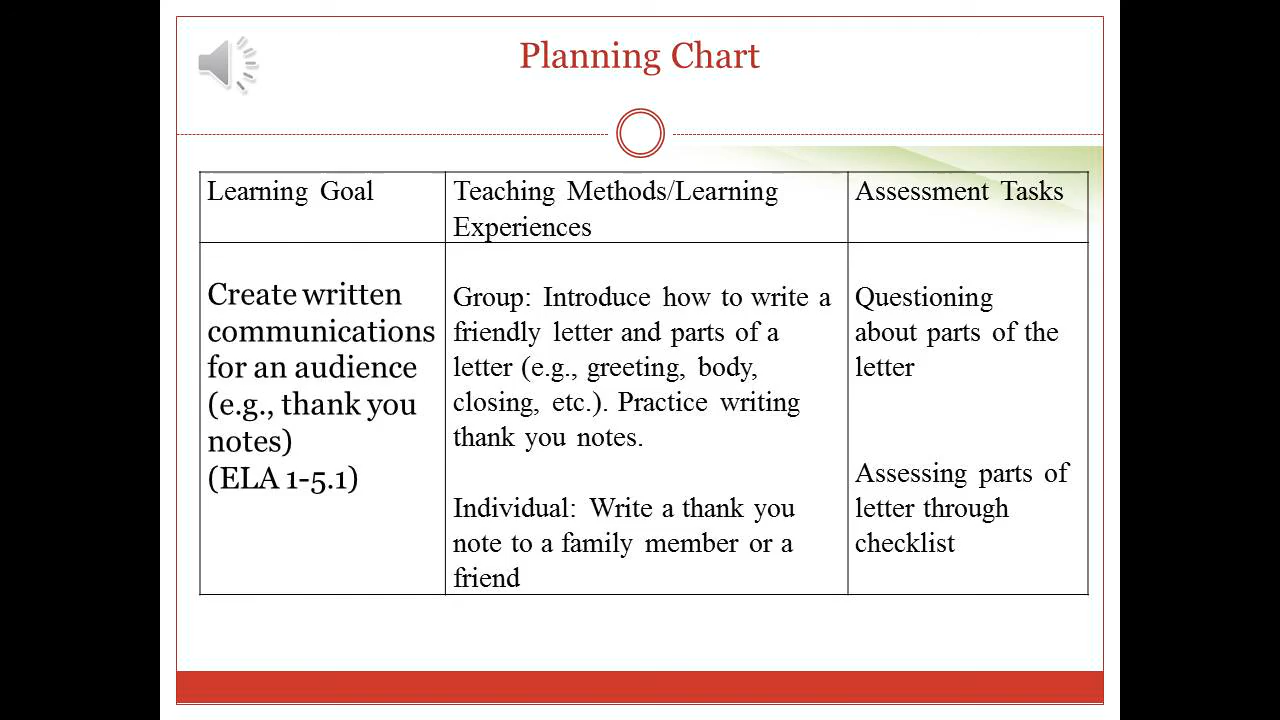 Planning Chart
Learning Goal
Teaching Methods/Learning
Experiences
Assessment Tasks
Create written
communications
for an audience
(e.g., thank you
notes)
(ELA 1-5.1)
Group: Introduce how to write a
friendly letter and parts of a
letter (e.g., greeting, body,
closing, etc.). Practice writing
thank you notes.
Individual: Write a thank you
note to a family member or a
friend
Questioning
about parts of the
letter
Assessing parts of
letter through
checklist